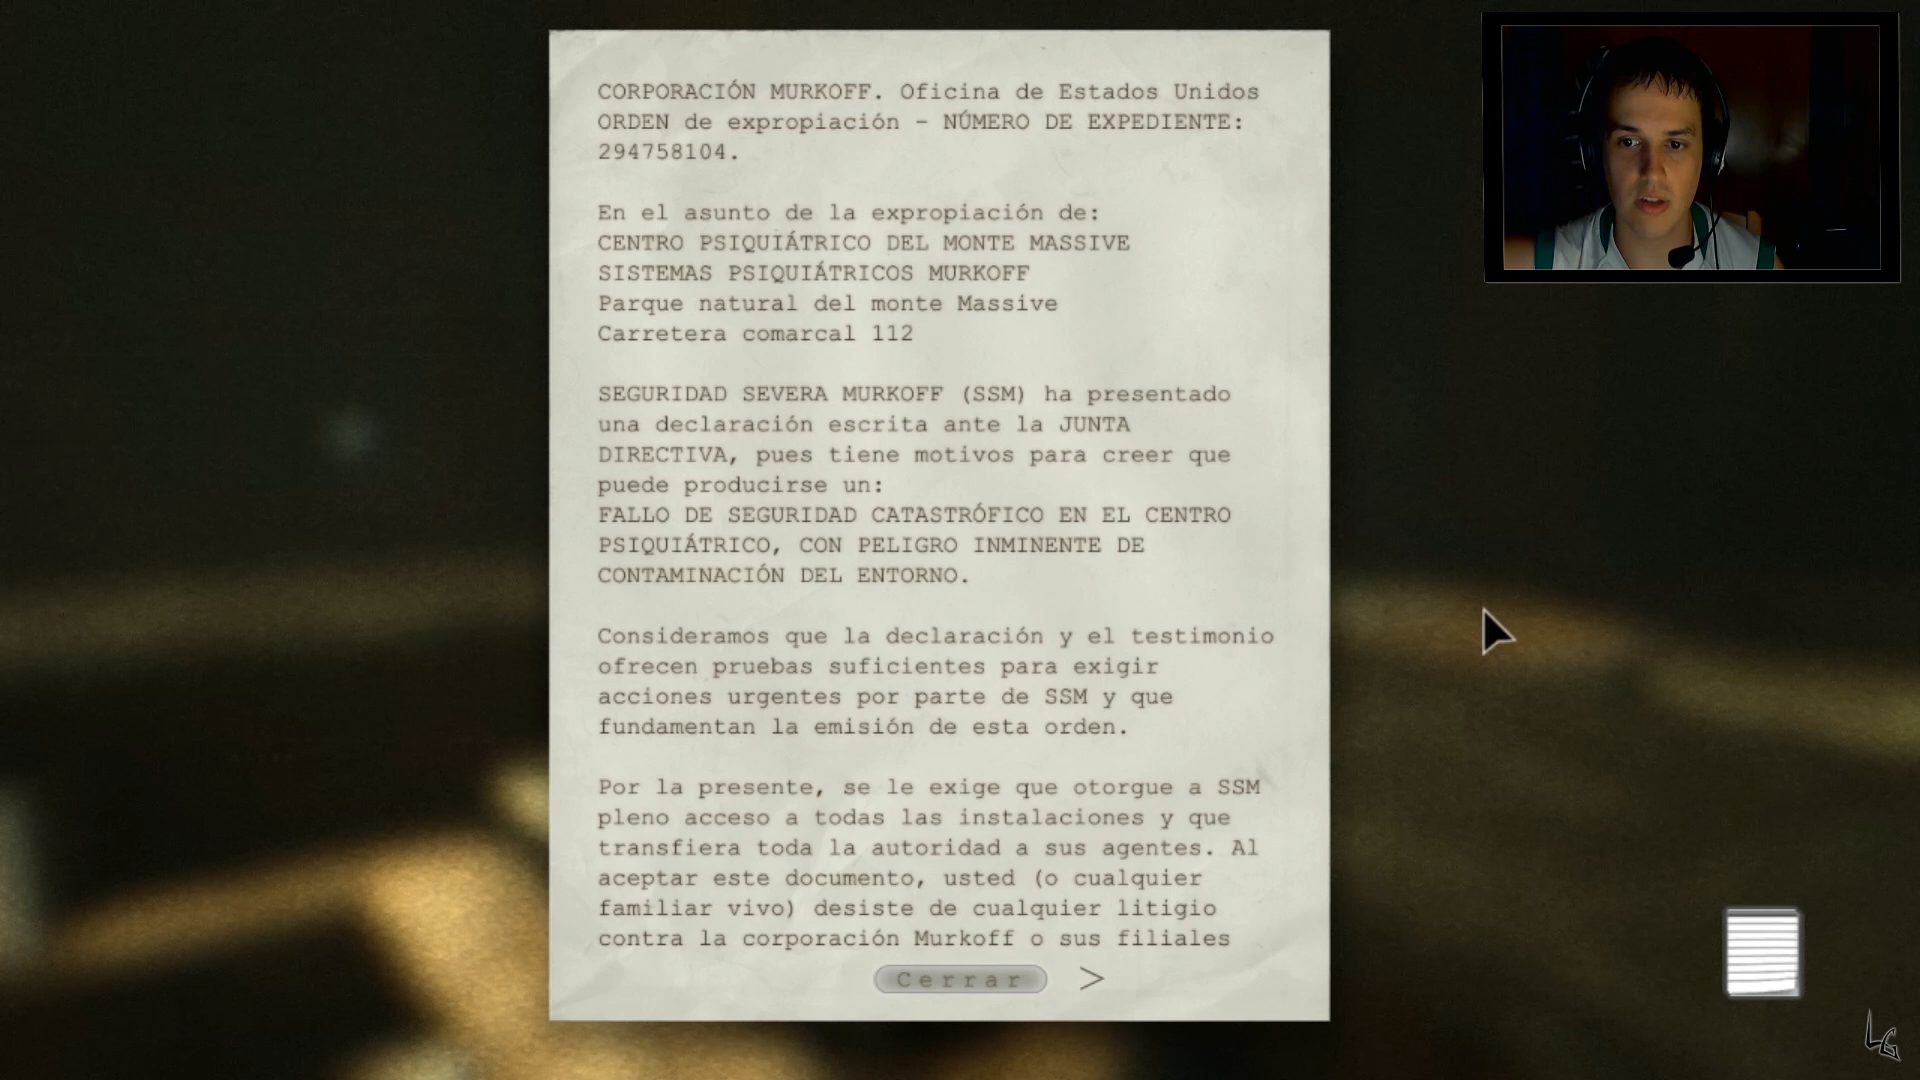 CORPORACIÓN MURKOFF. Oficina de Estados Unidos
ORDEN de expropiación - NÚMERO DE EXPEDIENTE:
294758104.
En el asunto de la expropiación de:
CENTRO PSIQUIÁTRICO DEL MONTE MASSIVE
SISTEMAS PSIQUIÁTRICOS MURKOFF
Parque natural del monte Massive
Carretera comarcal 112
SEGURIDAD SEVERA MURKOFF (SSM) ha presentado
una declaración escrita ante la JUNTA
DIRECTIVA, pues tiene motivos para creer que
puede producirse un:
FALLO DE SEGURIDAD CATASTRÓFICO EN EL CENTRO
PSIQUIÁTRICO, CON PELIGRO INMINENTE DE
CONTAMINACIÓN DEL ENTORNO.
Consideramos que la declaración y el testimonio
ofrecen pruebas suficientes para exigir
acciones urgentes por parte de SSM y que
fundamentan la emisión de esta orden.
Por la presente, se le exige que otorgue a SSM
pleno acceso a todas las instalaciones y que
transfiera toda la autoridad a sus agentes. Al
aceptar este documento, usted (o cualquier
familiar vivo) desiste de cualquier litigio
contra la corporación Murkoff o sus filiales
Cerrar >
LG